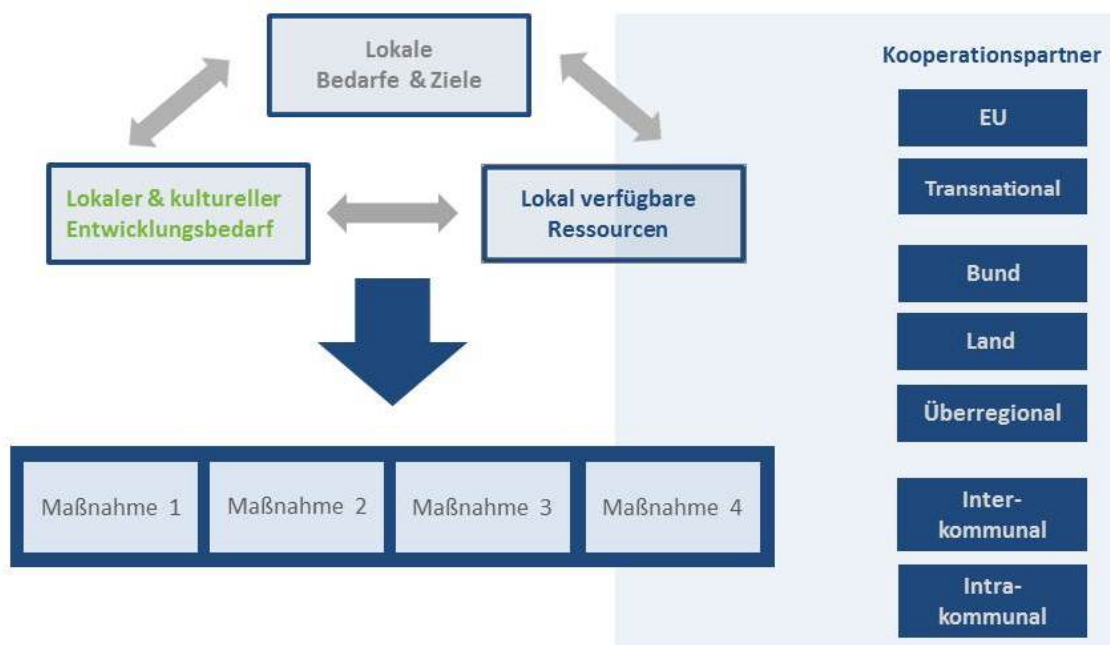 Lokale
Bedarfe & Ziele
Lokaler & kultureller
Entwicklungsbedarf
Lokal verfügbare
Ressourcen
Maßnahme 1
Maßnahme 2
Maßnahme 3
Maßnahme 4
Kooperationspartner
EU
Transnational
Bund
Land
Überregional
Inter-
kommunal
Intra-
kommunal